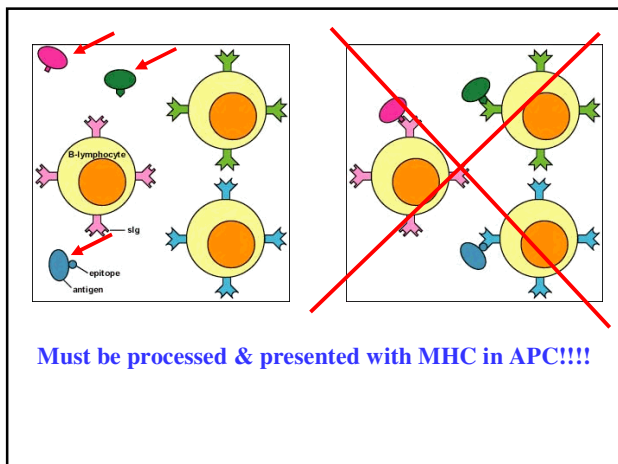 B-lymphocyte
sIg
epitope
antigen
Must be processed & presented with MHC in APC!!!!